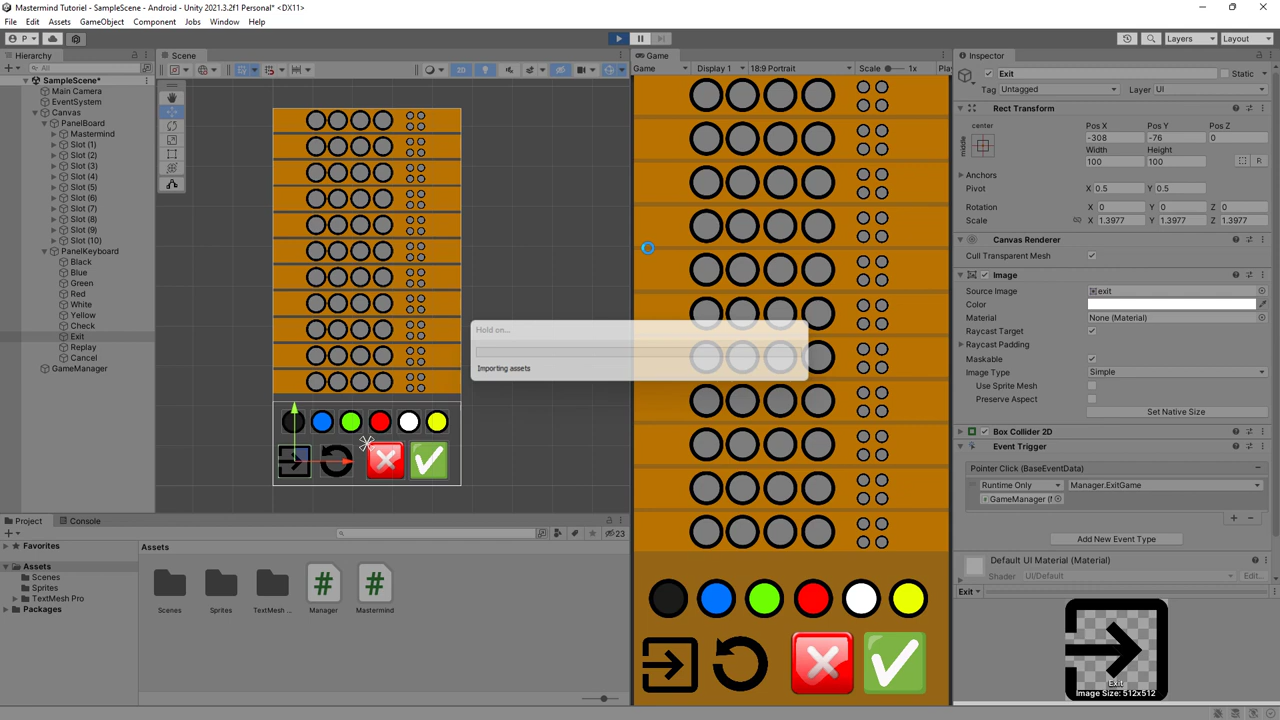 Mastermind Tutoriel - SampleScene - Android - Unity 2021.3.2f1 Personal* <DX11>
File Edit Assets GameObject Component Jobs Window Help
P
Layers
Layout
Hierarchy
Scene
Game
Inspector
All
2D
Game
Display 1
18:9 Portrait
Scale
1x
Play
SampleScene*
Main Camera
EventSystem
Canvas
PanelBoard
Mastermind
Slot (1)
Slot (2)
Slot (3)
Slot (4)
Slot (5)
Slot (6)
Slot (7)
Slot (8)
Slot (9)
Slot (10)
PanelKeyboard
Black
Blue
Green
Red
White
Yellow
Check
Exit
Replay
Cancel
GameManager
Hold on...
Importing assets
Exit
Static
Tag Untagged
Layer UI
Rect Transform
center
middle
Pos X Pos Y Pos Z
-308 -76 0
Width Height
100 100
R
Anchors
Pivot X 0.5 Y 0.5
Rotation X 0 Y 0 Z 0
Scale X 1.3977 Y 1.3977 Z 1.3977
Canvas Renderer
Cull Transparent Mesh
Image
Source Image exit
Color
Material None (Material)
Raycast Target
Raycast Padding
Maskable
Image Type Simple
Use Sprite Mesh
Preserve Aspect
Set Native Size
Box Collider 2D
Event Trigger
Pointer Click (BaseEventData)
Runtime Only Manager.ExitGame
Add New Event Type
Default UI Material (Material)
Shader UI/Default Edit...
Exit
Exit
Image Size: 512x512
Project
Console
23
Favorites
Assets
Scenes
Sprites
TextMesh Pro
Packages
Assets
Scenes
Sprites
TextMesh ...
Manager
Mastermind